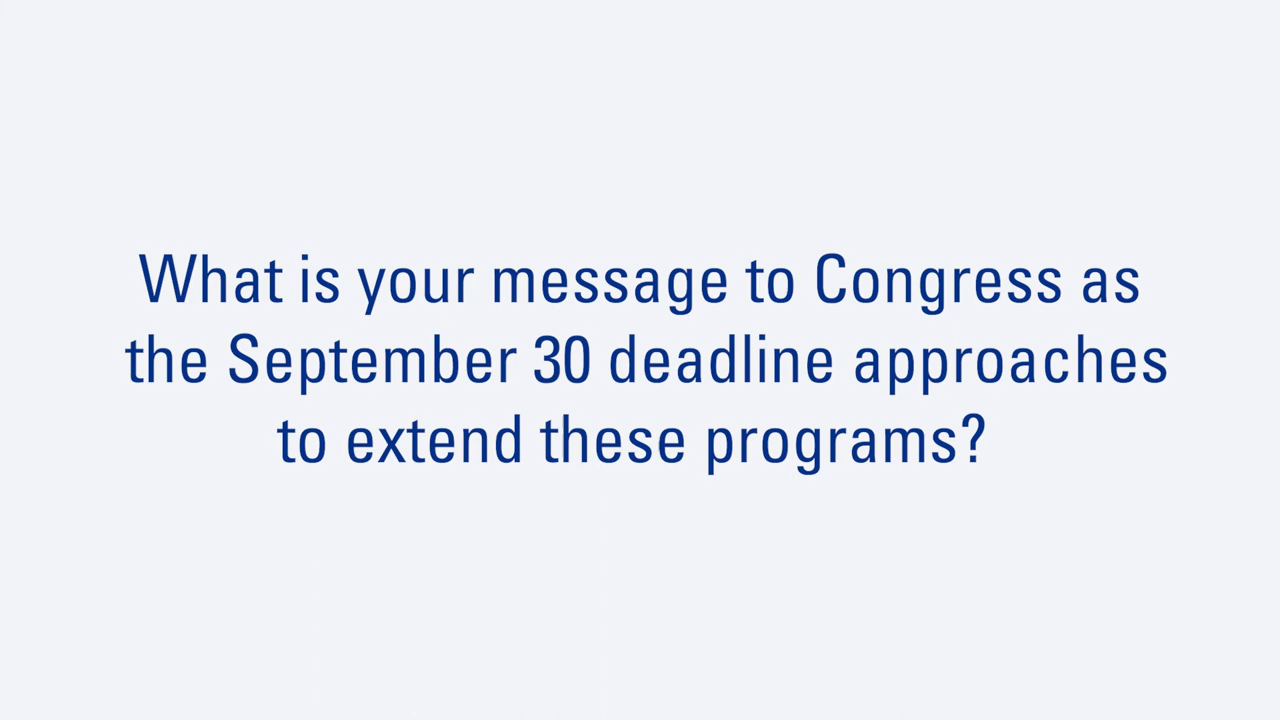 What is your message to Congress as
the September 30 deadline approaches
to extend these programs?